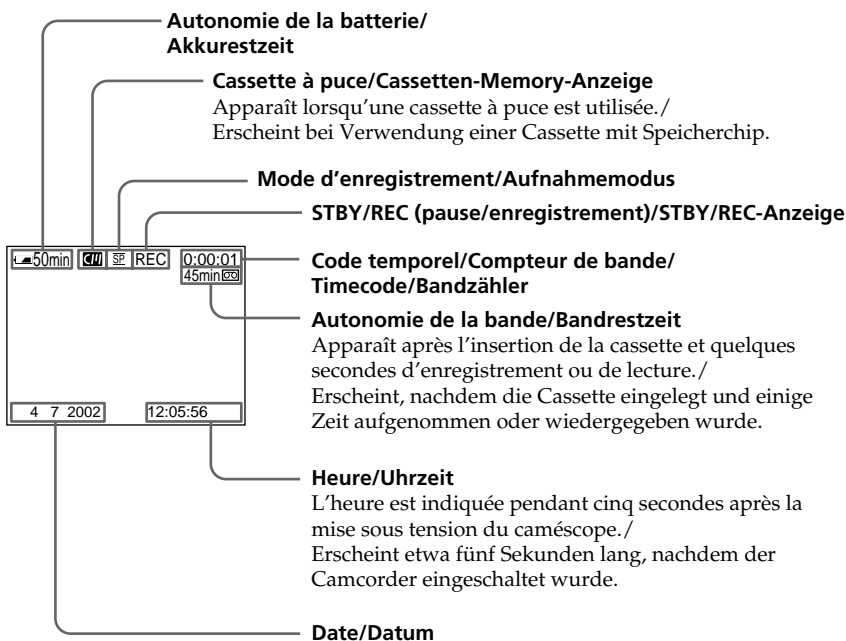 Autonomie de la batterie/
Akkurestzeit
Cassette à puce/Cassetten-Memory-Anzeige
Apparaît lorsqu’une cassette à puce est utilisée./
Erscheint bei Verwendung einer Cassette mit Speicherchip.
Mode d’enregistrement/Aufnahmemodus
STBY/REC (pause/enregistrement)/STBY/REC-Anzeige
50min CM SP REC 0:00:01
45min
Code temporel/Compteur de bande/
Timecode/Bandzähler
Autonomie de la bande/Bandrestzeit
Apparaît après l’insertion de la cassette et quelques
secondes d’enregistrement ou de lecture./
Erscheint, nachdem die Cassette eingelegt und einige
Zeit aufgenommen oder wiedergegeben wurde.
4 7 2002 12:05:56
Heure/Uhrzeit
L’heure est indiquée pendant cinq secondes après la
mise sous tension du caméscope./
Erscheint etwa fünf Sekunden lang, nachdem der
Camcorder eingeschaltet wurde.
Date/Datum